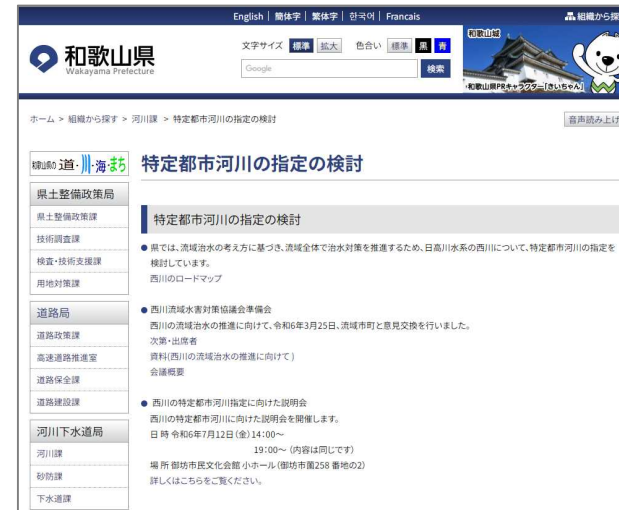 English | 簡体字 | 繁体字 | 한국어 | Francais
組織から探
和歌山県
Wakayama Prefecture
文字サイズ 標準 拡大 色合い 標準 黒 青
Google 検索
和歌山城
和歌山県PRキャラクター「きいちゃん」
ホーム > 組織から探す > 河川課 > 特定都市河川の指定の検討
音声読み上げ
和歌山県の 道・川・海・まち
特定都市河川の指定の検討
県土整備政策局
県土整備政策課
技術調査課
検査・技術支援課
用地対策課
道路局
道路政策課
高速道路推進室
道路保全課
道路建設課
河川下水道局
河川課
砂防課
下水道課
特定都市河川の指定の検討
● 県では、流域治水の考え方に基づき、流域全体で治水対策を推進するため、日高川水系の西川について、特定都市河川の指定を
検討しています。
西川のロードマップ
● 西川流域水害対策協議会準備会
西川の流域治水の推進に向けて、令和6年3月25日、流域市町と意見交換を行いました。
次第・出席者
資料(西川の流域治水の推進に向けて)
会議概要
● 西川の特定都市河川指定に向けた説明会
西川の特定都市河川に向けた説明会を開催します。
日 時 令和6年7月12日(金)14:00～
19:00～ (内容は同じです)
場 所 御坊市民文化会館 小ホール(御坊市薗258 番地の2)
詳しくはこちらをご覧ください。